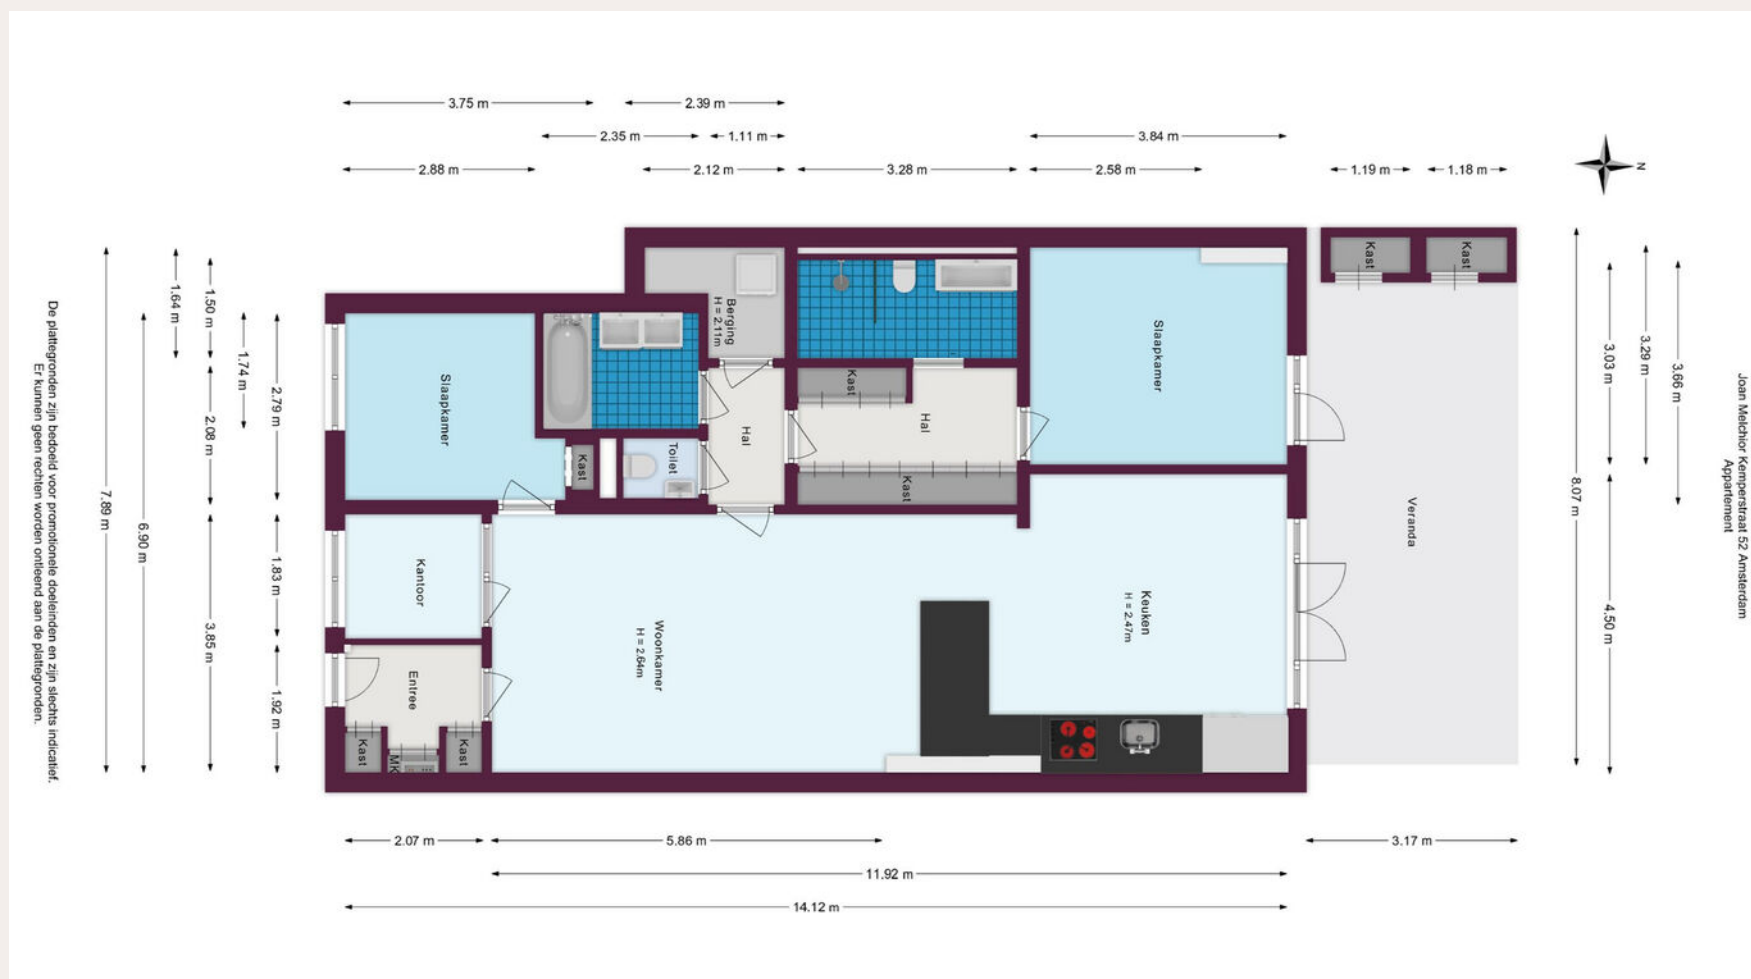 3.75 m
2.39 m
2.35 m
1.11 m
3.84 m
2.88 m
2.12 m
3.28 m
2.58 m
1.19 m
1.18 m
N
7.89 m
6.90 m
1.64 m
1.50 m
2.08 m
3.85 m
1.74 m
2.79 m
1.83 m
1.92 m
De plattegronden zijn bedoeld voor promotionele doeleinden en zijn slechts indicatief.
Er kunnen geen rechten worden ontleend aan de plattegronden.
Slaapkamer
Kast
Toilet
Berging
H = 2.11m
Hal
Kast
Hal
Kast
Slaapkamer
Kast
Kast
Kantoor
Entree
Kast
MK
Kast
Woonkamer
H = 2.64m
Keuken
H = 2.47m
Veranda
8.07 m
3.03 m
4.50 m
3.29 m
3.66 m
Joan Melchior Kemperstraat 52 Amsterdam
Appartement
2.07 m
5.86 m
3.17 m
11.92 m
14.12 m